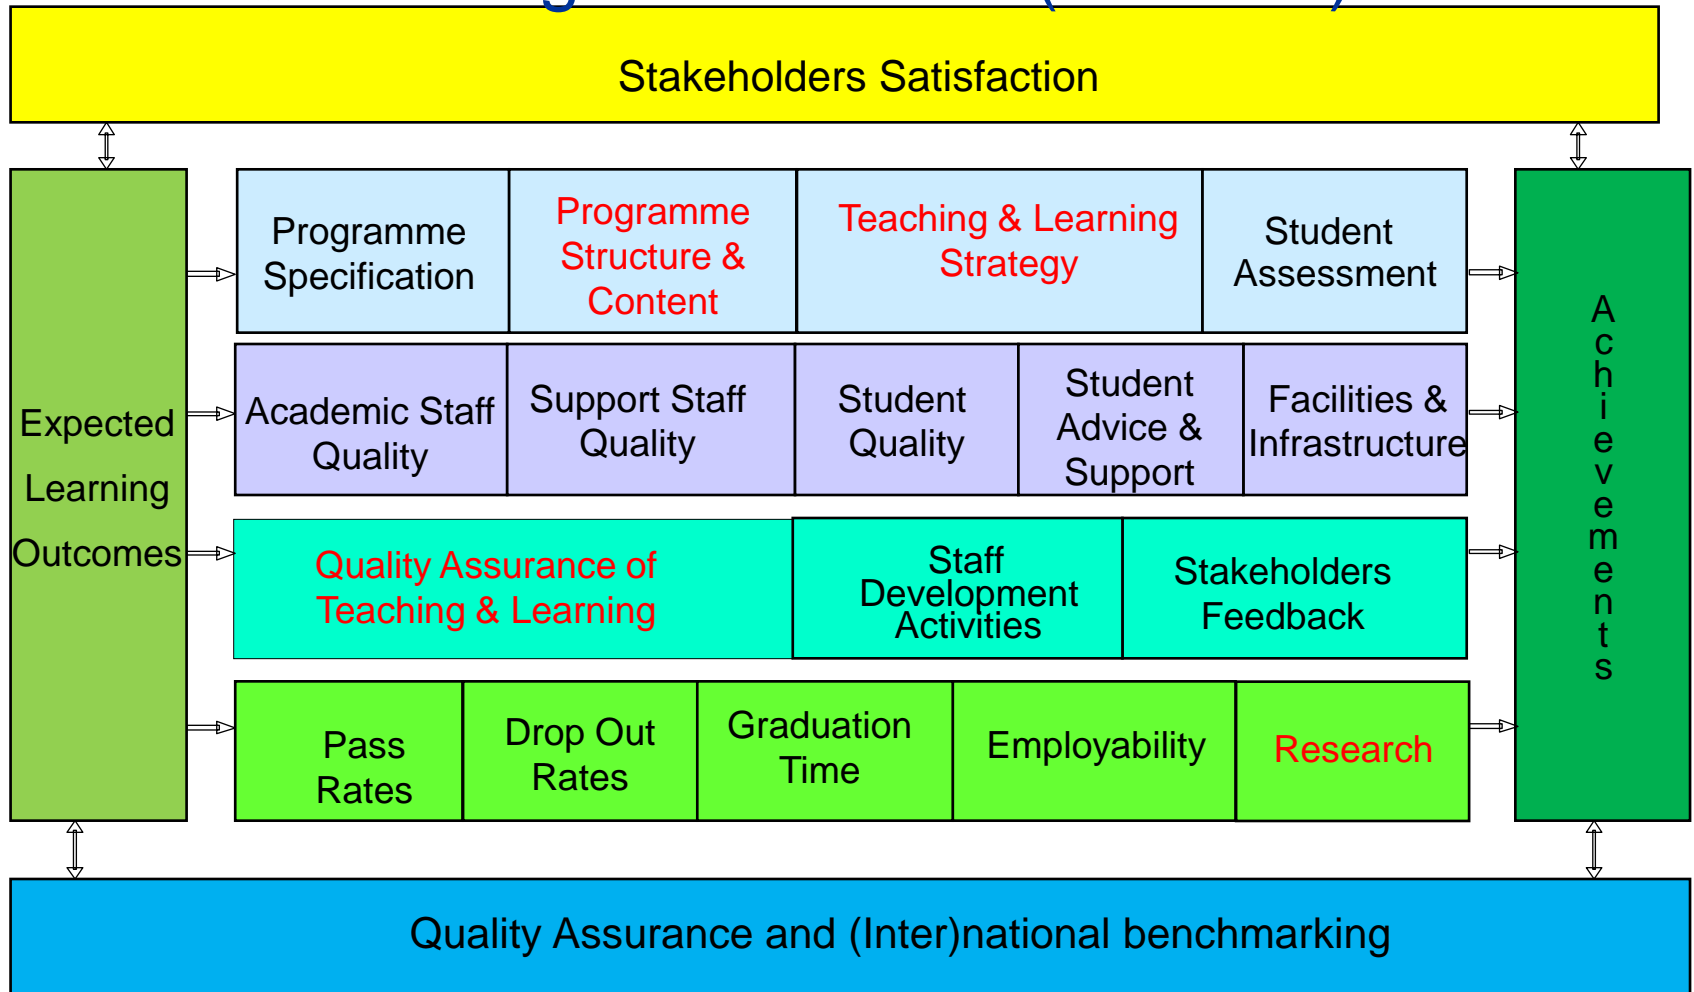 Stakeholders Satisfaction
Expected
Learning
Outcomes
Programme
Specification
Programme
Structure &
Content
Teaching & Learning
Strategy
Student
Assessment
Academic Staff
Quality
Support Staff
Quality
Student
Quality
Student
Advice &
Support
Facilities &
Infrastructure
Quality Assurance of
Teaching & Learning
Staff
Development
Activities
Stakeholders
Feedback
Pass
Rates
Drop Out
Rates
Graduation
Time
Employability
Research
Achievements
Quality Assurance and (Inter)national benchmarking